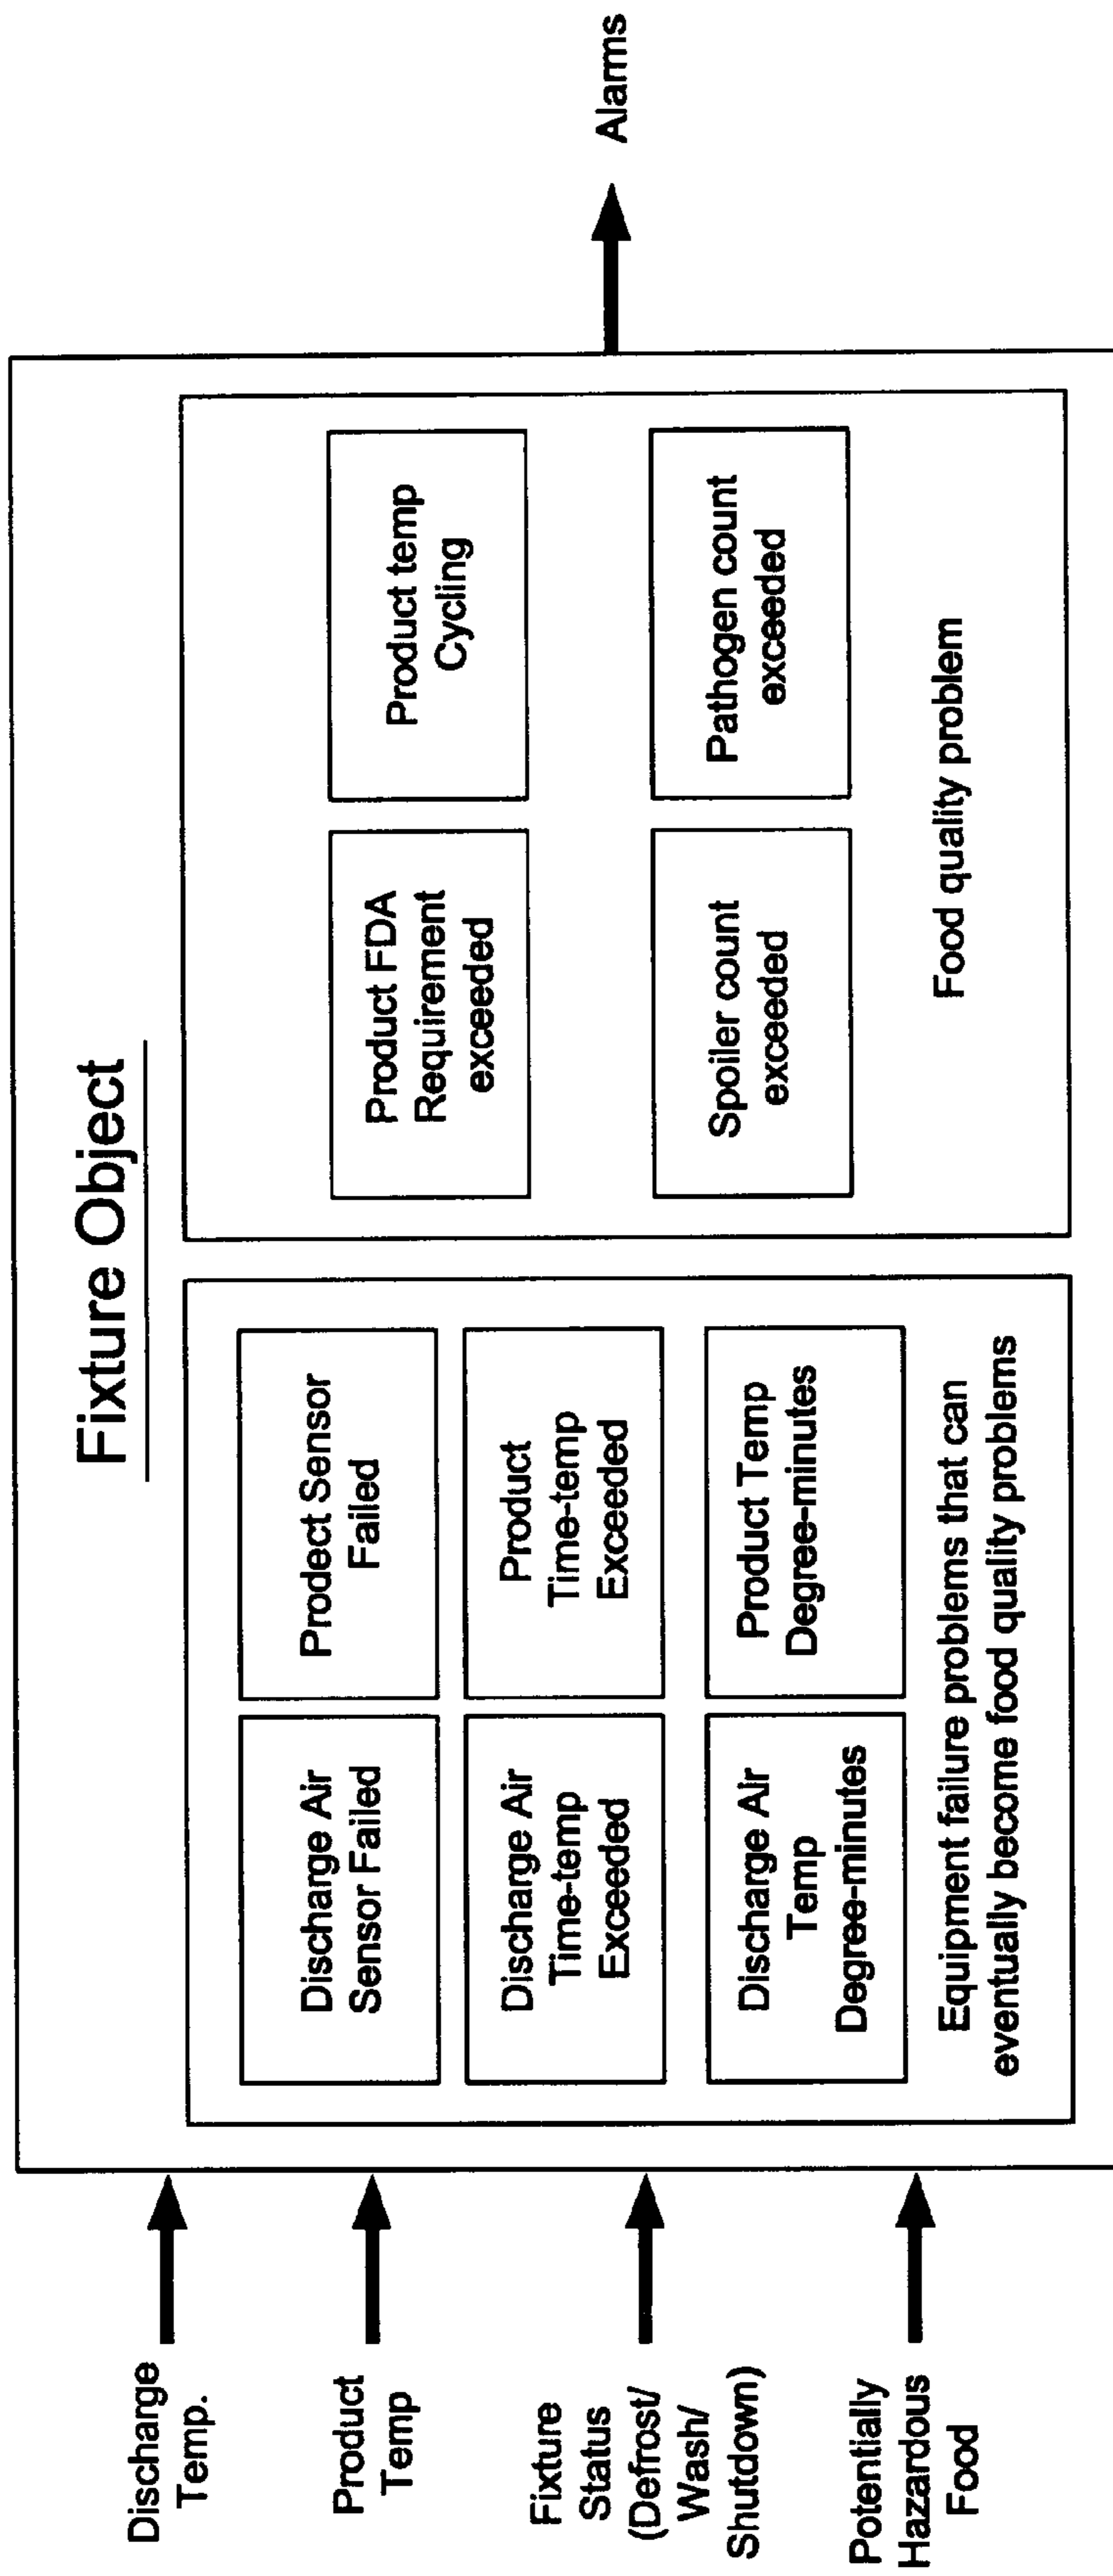 Fixture Object
Discharge
Temp.
Product
Temp
Fixture
Status
(Defrost/
Wash/
Shutdown)
Potentially
Hazardous
Food
Discharge Air
Sensor Failed
Prodect Sensor
Failed
Discharge Air
Time-temp
Exceeded
Product
Time-temp
Exceeded
Discharge Air
Temp
Degree-minutes
Product Temp
Degree-minutes
Equipment failure problems that can
eventually become food quality problems
Product FDA
Requirement
exceeded
Product temp
Cycling
Spoiler count
exceeded
Pathogen count
exceeded
Food quality problem
Alarms